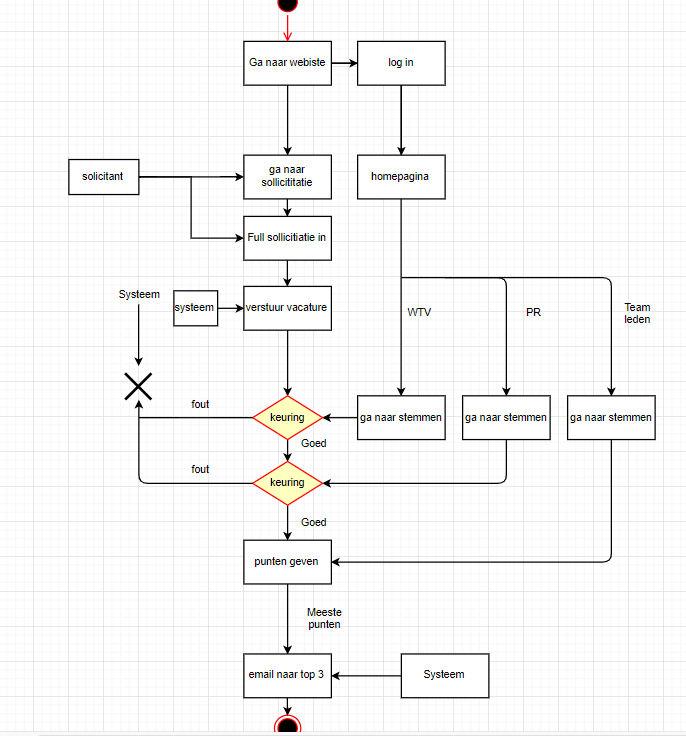 Ga naar webiste
log in
solicitant
ga naar
sollicititatie
homepagina
Full sollicitiatie in
Systeem
systeem
verstuur vacature
WTV
PR
Team
leden
fout
keuring
ga naar stemmen
ga naar stemmen
ga naar stemmen
Goed
fout
keuring
Goed
punten geven
Meeste
punten
email naar top 3
Systeem